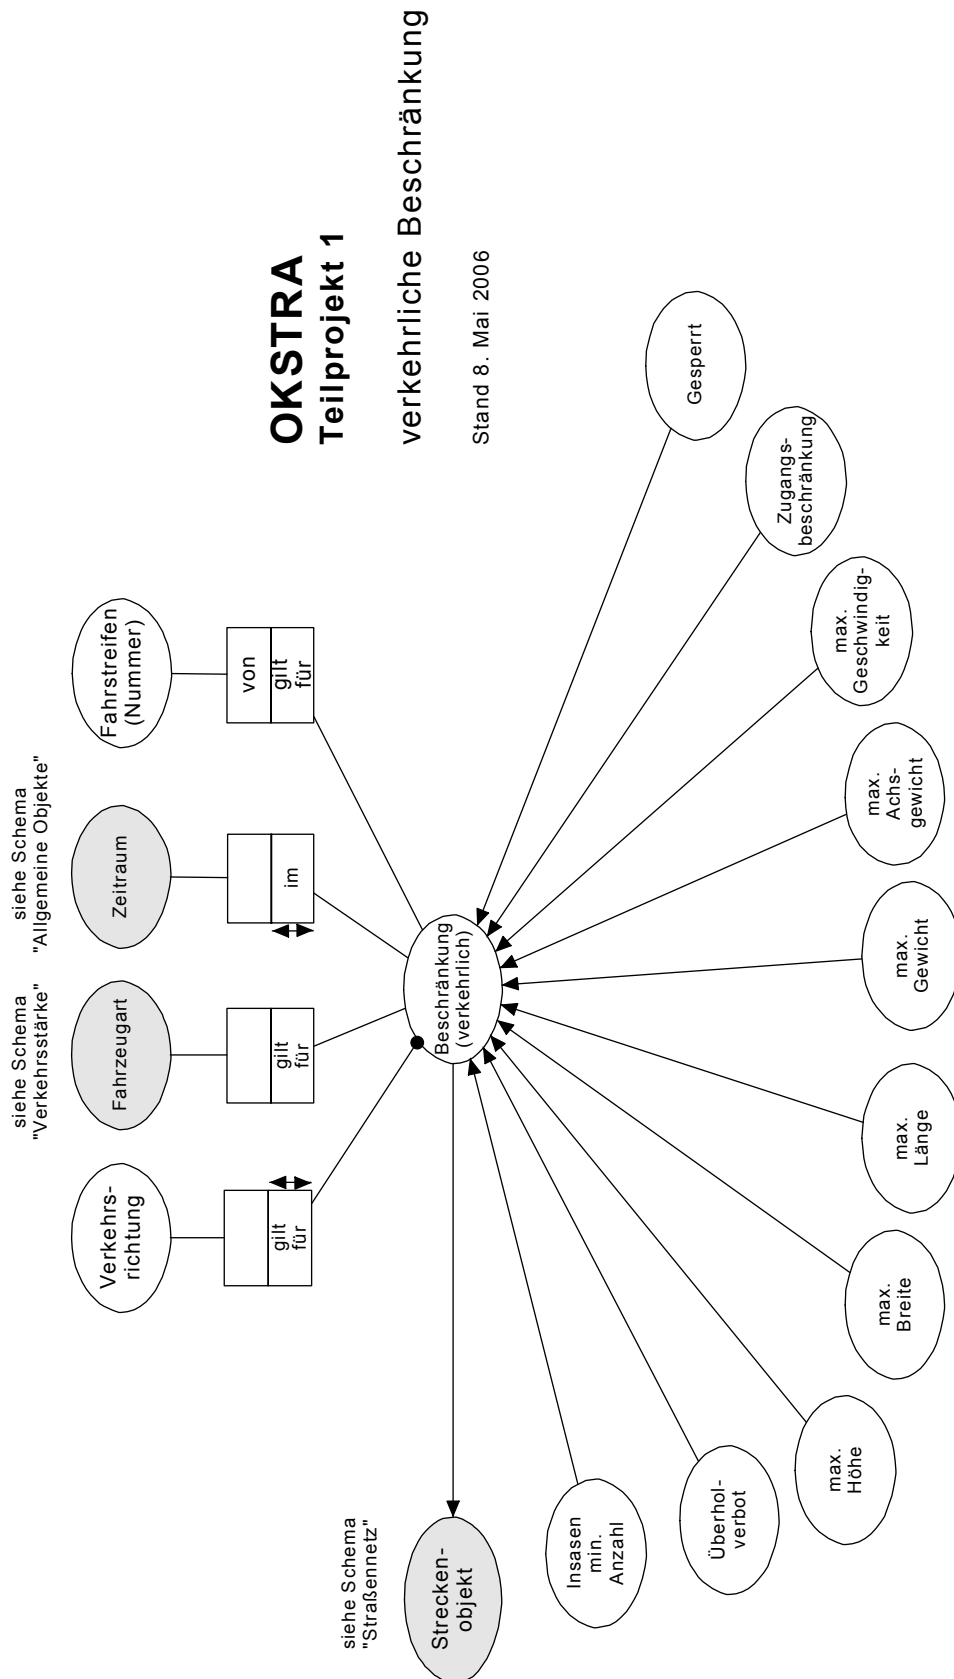 OKSTRA
Teilprojekt 1
verkehrliche Beschränkung
Stand 8. Mai 2006
siehe Schema
"Straßennetz"
Strecken-
objekt
siehe Schema
"Verkehrsstärke"
siehe Schema
"Allgemeine Objekte"
Verkehrs-
richtung
Fahrzeugart
Zeitraum
Fahrstreifen
(Nummer)
gilt
für
gilt
für
im
von
gilt
für
Beschränkung
(verkehrlich)
Insasen
min.
Anzahl
Überhol-
verbot
max.
Höhe
max.
Breite
max.
Länge
max.
Gewicht
max.
Achs-
gewicht
max.
Geschwindig-
keit
Zugangs-
beschränkung
Gesperrt